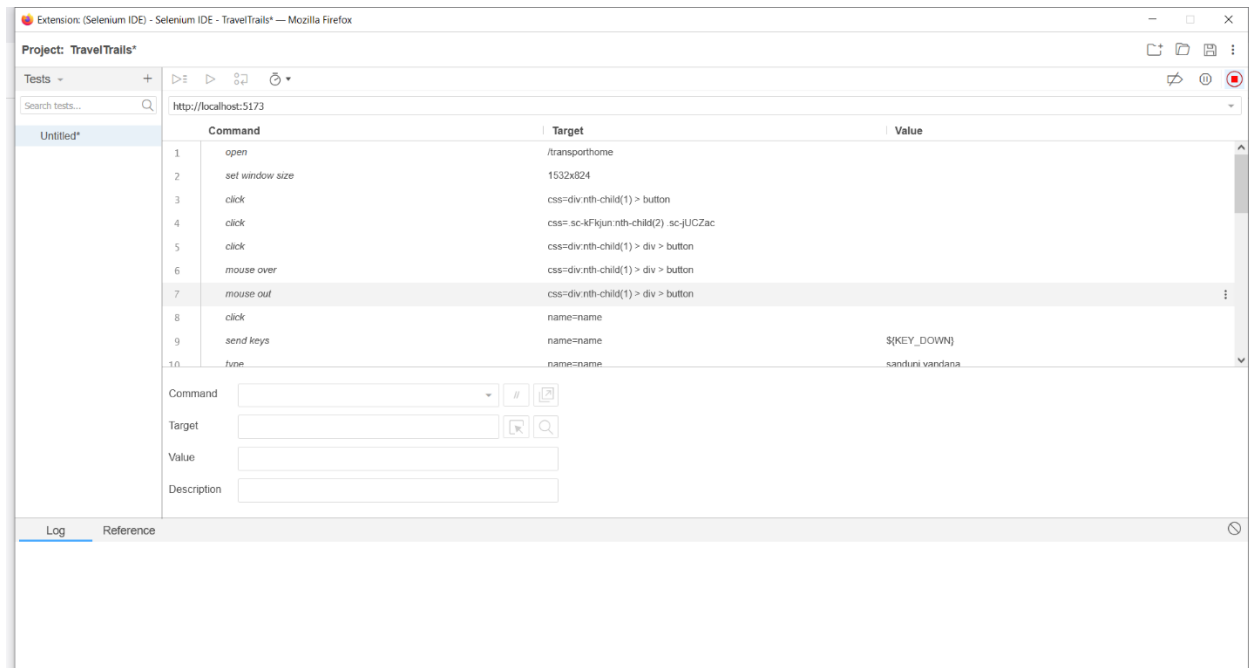 Extension: (Selenium IDE) - Selenium IDE - TravelTrails* — Mozilla Firefox
Project: TravelTrails*
Tests
Search tests...
http://localhost:5173
Untitled*
Command Target Value
1 open /transporthome
2 set window size 1532x824
3 click css=div:nth-child(1) > button
4 click css=.sc-kFkjun:nth-child(2) .sc-jUCZac
5 click css=div:nth-child(1) > div > button
6 mouse over css=div:nth-child(1) > div > button
7 mouse out css=div:nth-child(1) > div > button
8 click name=name
9 send keys name=name ${KEY_DOWN}
10 type name=name sanduni yandana
Command //
Target
Value
Description
Log Reference